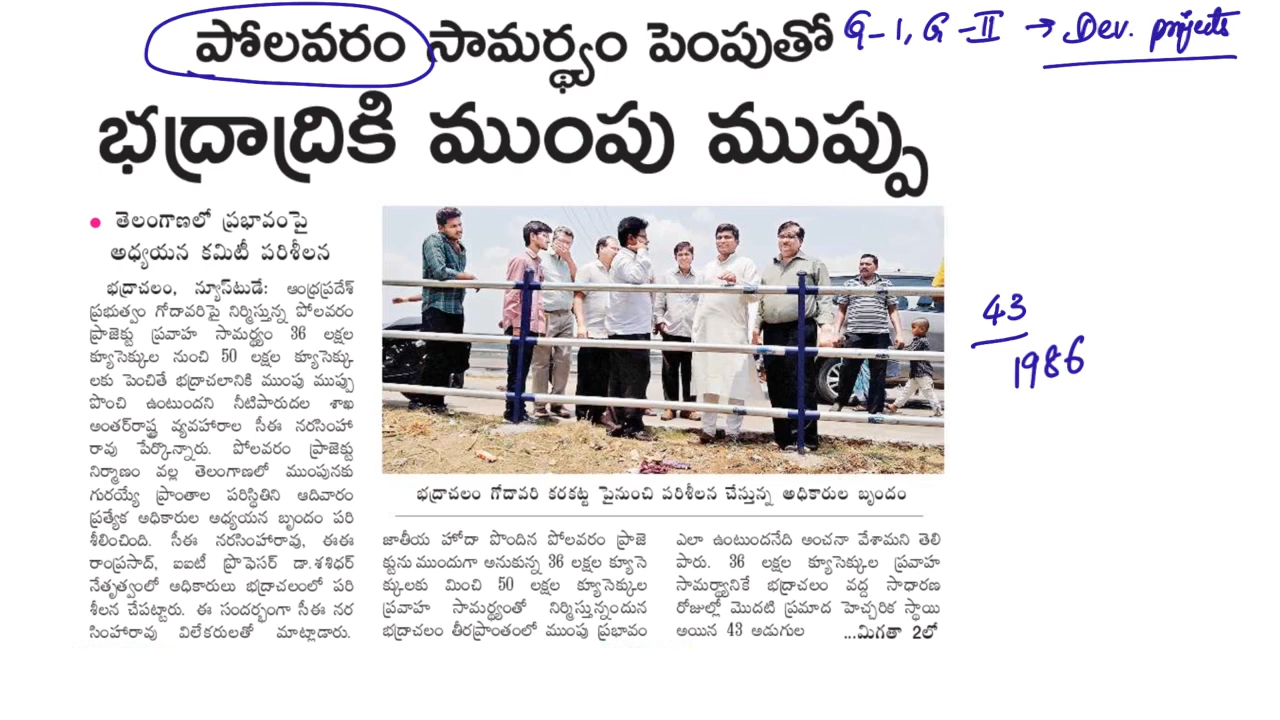 పోలవరం సామర్థ్యం పెంపుతో
G-I, G-II → Dev. projects
భద్రాద్రికి ముంపు ముప్పు
• తెలంగాణలో ప్రభావంపై
అధ్యయన కమిటీ పరిశీలన
భద్రాచలం, న్యూస్‌టుడే: ఆంధ్రప్రదేశ్
ప్రభుత్వం గోదావరిపై నిర్మిస్తున్న పోలవరం
ప్రాజెక్టు ప్రవాహ సామర్థ్యం 36 లక్షల
క్యూసెక్కుల నుంచి 50 లక్షల క్యూసెక్కు
లకు పెంచితే భద్రాచలానికి ముంపు ముప్పు
పొంచి ఉంటుందని నీటిపారుదల శాఖ
అంతర్‌రాష్ట్ర వ్యవహారాల సీఈ నరసింహా
రావు పేర్కొన్నారు. పోలవరం ప్రాజెక్టు
నిర్మాణం వల్ల తెలంగాణలో ముంపునకు
గురయ్యే ప్రాంతాల పరిస్థితిని ఆదివారం
ప్రత్యేక అధికారుల అధ్యయన బృందం పరి
శీలించింది. సీఈ నరసింహారావు, ఈఈ
రాంప్రసాద్, ఐఐటీ ప్రొఫెసర్ డా.శశిధర్
నేతృత్వంలో అధికారులు భద్రాచలంలో పరి
శీలన చేపట్టారు. ఈ సందర్భంగా సీఈ నర
సింహారావు విలేకరులతో మాట్లాడారు.
భద్రాచలం గోదావరి కరకట్ట పైనుంచి పరిశీలన చేస్తున్న అధికారుల బృందం
జాతీయ హోదా పొందిన పోలవరం ప్రాజె
క్టును ముందుగా అనుకున్న 36 లక్షల క్యూసె
క్కులకు మించి 50 లక్షల క్యూసెక్కుల
ప్రవాహ సామర్థ్యంతో నిర్మిస్తున్నందున
భద్రాచలం తీరప్రాంతంలో ముంపు ప్రభావం
ఎలా ఉంటుందనేది అంచనా వేశామని తెలి
పారు. 36 లక్షల క్యూసెక్కుల ప్రవాహ
సామర్థ్యానికే భద్రాచలం వద్ద సాధారణ
రోజుల్లో మొదటి ప్రమాద హెచ్చరిక స్థాయి
అయిన 43 అడుగుల ...మిగతా 2లో
43
1986